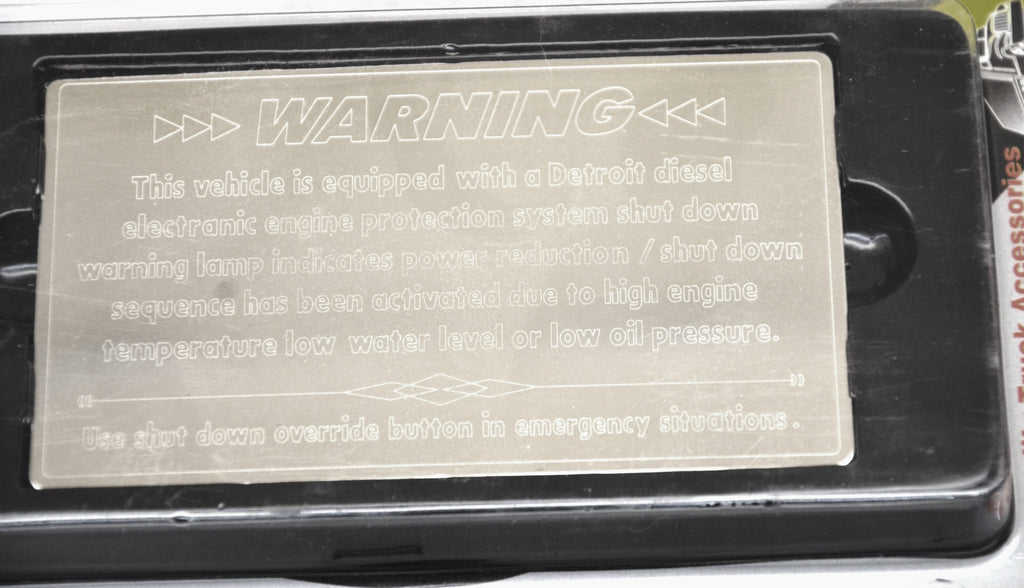 WARNING
This vehicle is equipped with a Detroit diesel
electranic engine protection system shut down
warning lamp indicates power reduction / shut down
sequence has been activated due to high engine
temperature low water level or low oil pressure.
Use shut down override button in emergency situations.
Truck Accessories